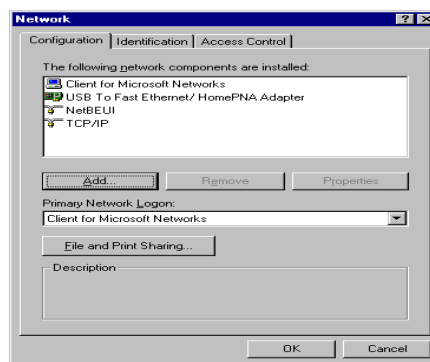 Network
Configuration Identification Access Control
The following network components are installed:
Client for Microsoft Networks
USB To Fast Ethernet/ HomePNA Adapter
NetBEUI
TCP/IP
Add... Remove Properties
Primary Network Logon:
Client for Microsoft Networks
File and Print Sharing...
Description
OK Cancel